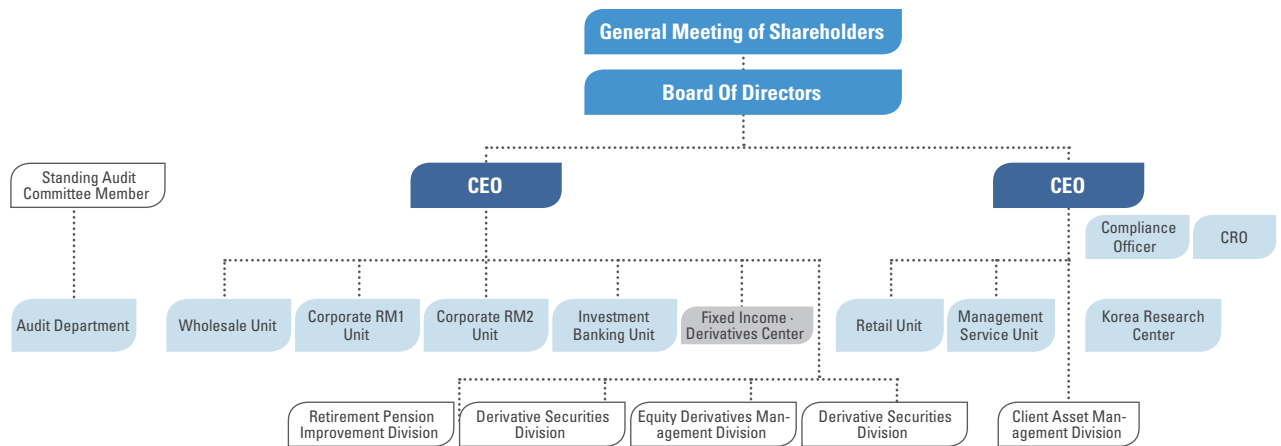 General Meeting of Shareholders
Board Of Directors
Standing Audit
Committee Member
CEO
CEO
Compliance
Officer
CRO
Audit Department
Wholesale Unit
Corporate RM1
Unit
Corporate RM2
Unit
Investment
Banking Unit
Fixed Income ·
Derivatives Center
Retail Unit
Management
Service Unit
Korea Research
Center
Retirement Pension
Improvement Division
Derivative Securities
Division
Equity Derivatives Man-
agement Division
Derivative Securities
Division
Client Asset Man-
agement Division